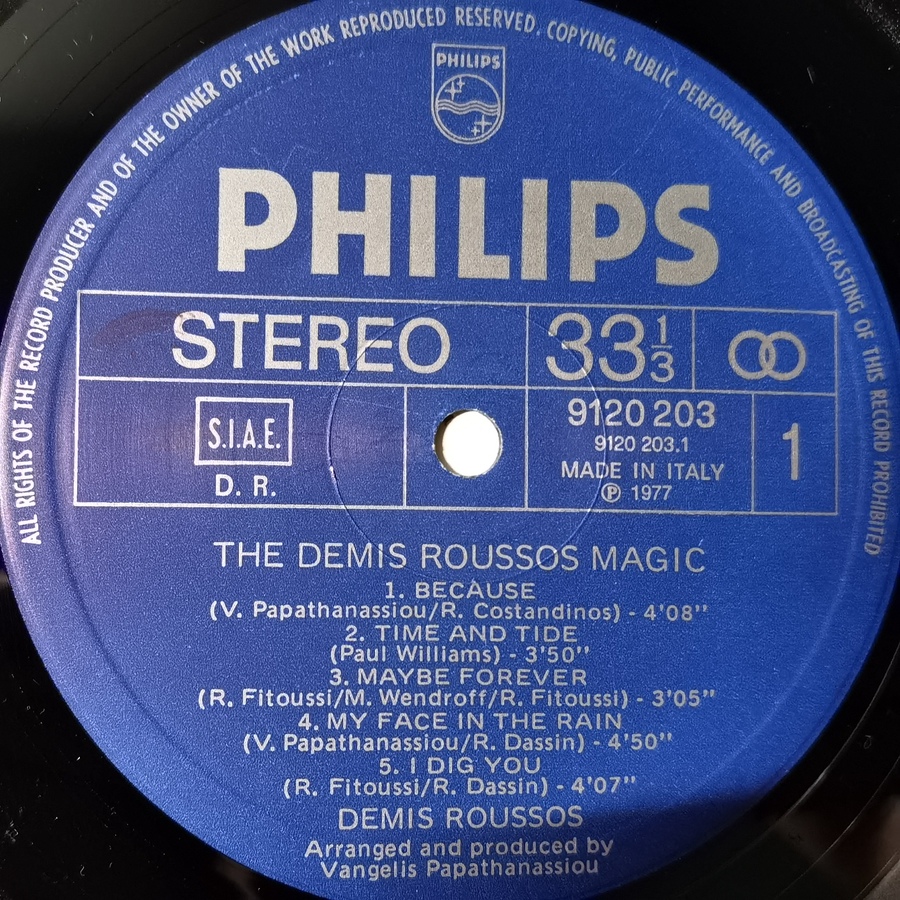 ALL RIGHTS OF THE RECORD PRODUCER AND OF THE OWNER OF THE WORK REPRODUCED RESERVED. COPYING, PUBLIC PERFORMANCE AND BROADCASTING OF THIS RECORD PROHIBITED
PHILIPS
PHILIPS
STEREO
33 1/3
S.I.A.E.
D. R.
9120 203
9120 203.1
MADE IN ITALY
℗ 1977
1
THE DEMIS ROUSSOS MAGIC
1. BECAUSE
(V. Papathanassiou/R. Costandinos) - 4'08''
2. TIME AND TIDE
(Paul Williams) - 3'50''
3. MAYBE FOREVER
(R. Fitoussi/M. Wendroff/R. Fitoussi) - 3'05''
4. MY FACE IN THE RAIN
(V. Papathanassiou/R. Dassin) - 4'50''
5. I DIG YOU
(R. Fitoussi/R. Dassin) - 4'07''
DEMIS ROUSSOS
Arranged and produced by
Vangelis Papathanassiou